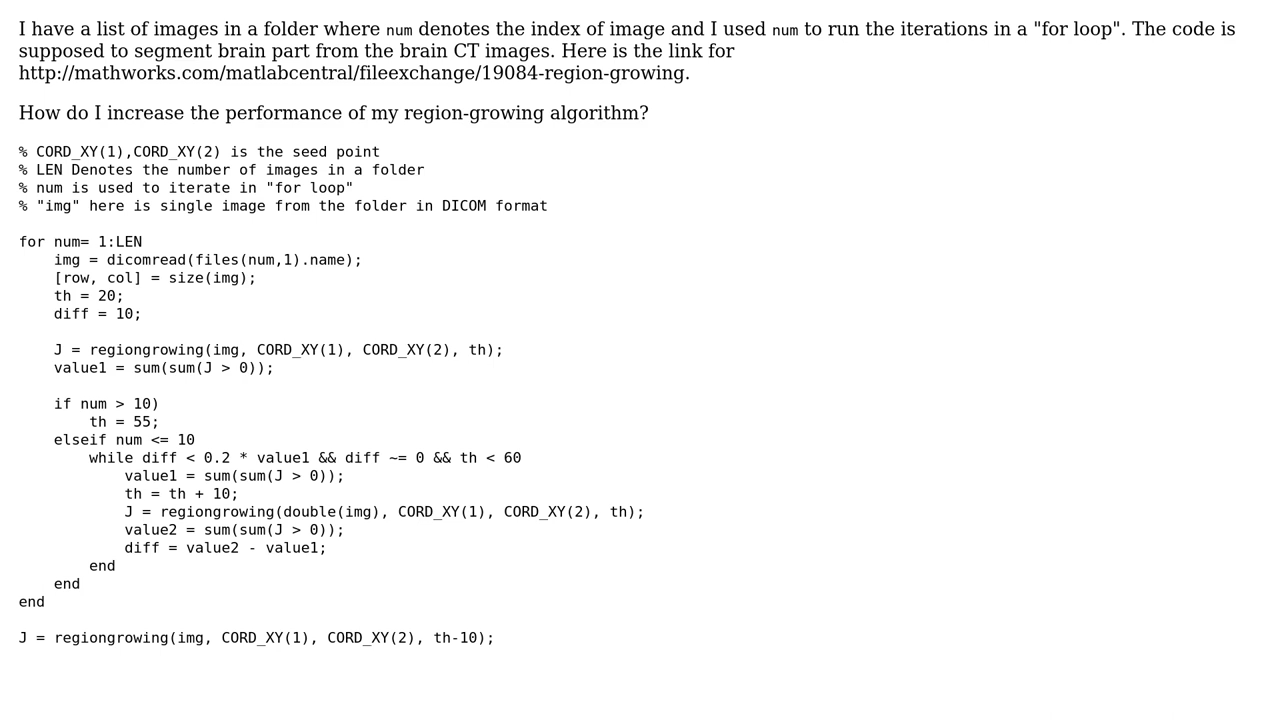 I have a list of images in a folder where num denotes the index of image and I used num to run the iterations in a "for loop". The code is
supposed to segment brain part from the brain CT images. Here is the link for
http://mathworks.com/matlabcentral/fileexchange/19084-region-growing.
How do I increase the performance of my region-growing algorithm?
% CORD_XY(1),CORD_XY(2) is the seed point
% LEN Denotes the number of images in a folder
% num is used to iterate in "for loop"
% "img" here is single image from the folder in DICOM format
for num= 1:LEN
    img = dicomread(files(num,1).name);
    [row, col] = size(img);
    th = 20;
    diff = 10;
    J = regiongrowing(img, CORD_XY(1), CORD_XY(2), th);
    value1 = sum(sum(J > 0));
    if num > 10)
        th = 55;
    elseif num <= 10
        while diff < 0.2 * value1 && diff ~= 0 && th < 60
            value1 = sum(sum(J > 0));
            th = th + 10;
            J = regiongrowing(double(img), CORD_XY(1), CORD_XY(2), th);
            value2 = sum(sum(J > 0));
            diff = value2 - value1;
        end
    end
end
J = regiongrowing(img, CORD_XY(1), CORD_XY(2), th-10);